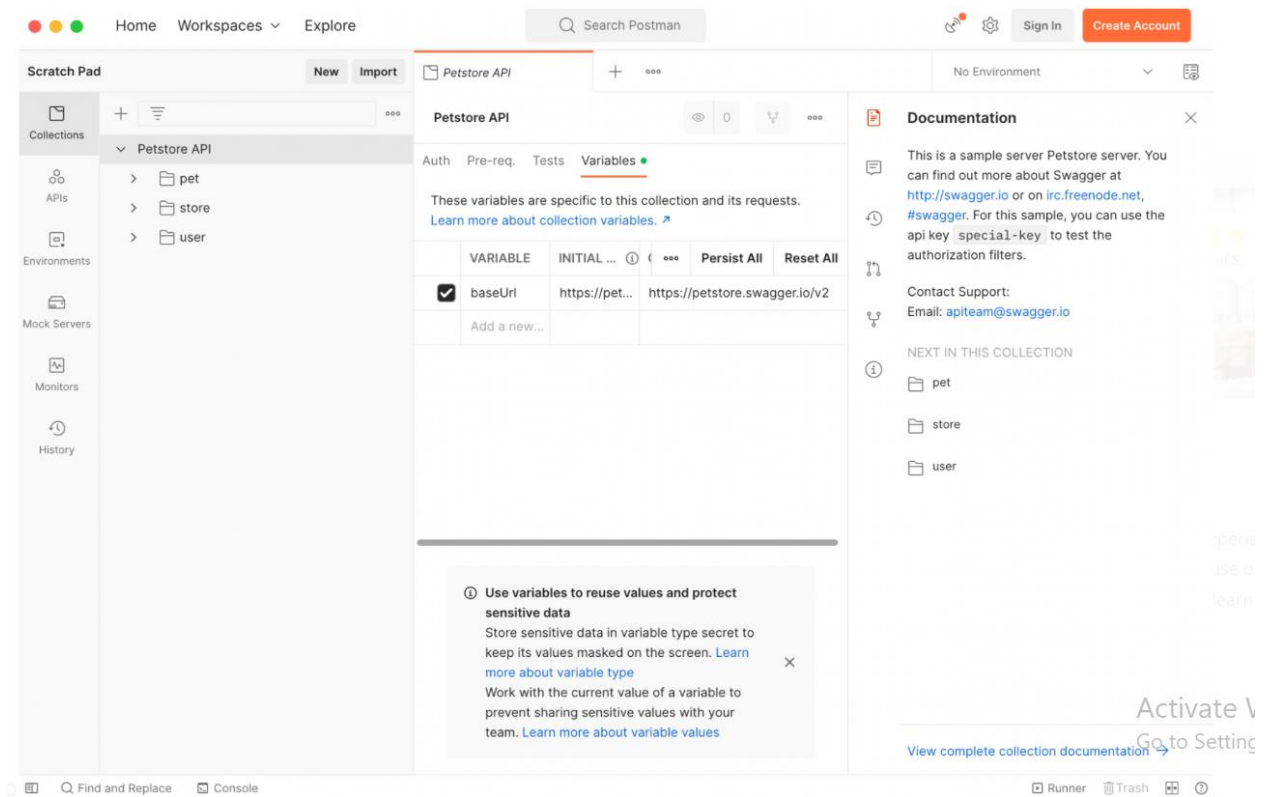 Home Workspaces Explore Search Postman Sign In Create Account
Scratch Pad New Import Petstore API No Environment
Collections
APIs
Environments
Mock Servers
Monitors
History
Petstore API
pet
store
user
Petstore API 0
Auth Pre-req. Tests Variables
These variables are specific to this collection and its requests.
Learn more about collection variables. ↗
VARIABLE INITIAL ... Persist All Reset All
baseUrl https://pet... https://petstore.swagger.io/v2
Add a new...
Use variables to reuse values and protect
sensitive data
Store sensitive data in variable type secret to
keep its values masked on the screen. Learn
more about variable type
Work with the current value of a variable to
prevent sharing sensitive values with your
team. Learn more about variable values
Documentation
This is a sample server Petstore server. You
can find out more about Swagger at
http://swagger.io or on irc.freenode.net,
#swagger. For this sample, you can use the
api key special-key to test the
authorization filters.
Contact Support:
Email: apiteam@swagger.io
NEXT IN THIS COLLECTION
pet
store
user
View complete collection documentation →
Activate
Go to Setting
Find and Replace Console Runner Trash